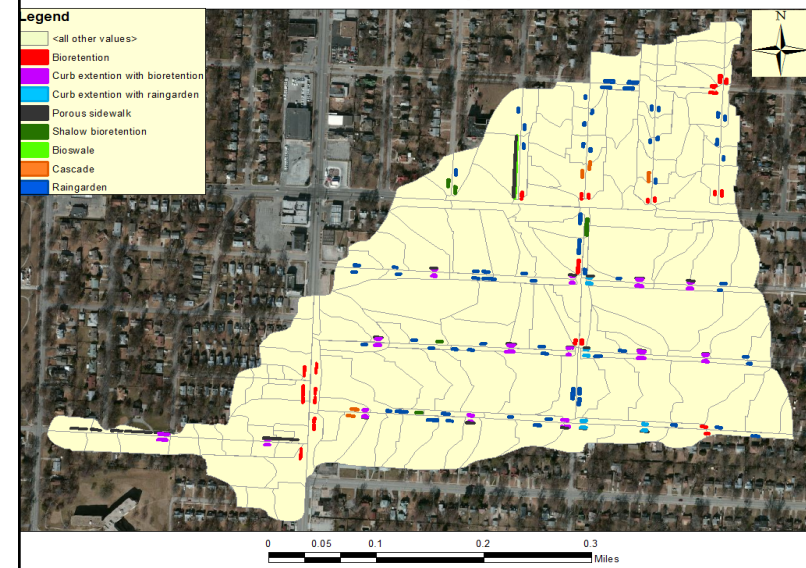 Legend
<all other values>
Bioretention
Curb extention with bioretention
Curb extention with raingarden
Porous sidewalk
Shalow bioretention
Bioswale
Cascade
Raingarden
N
0 0.05 0.1 0.2 0.3
Miles